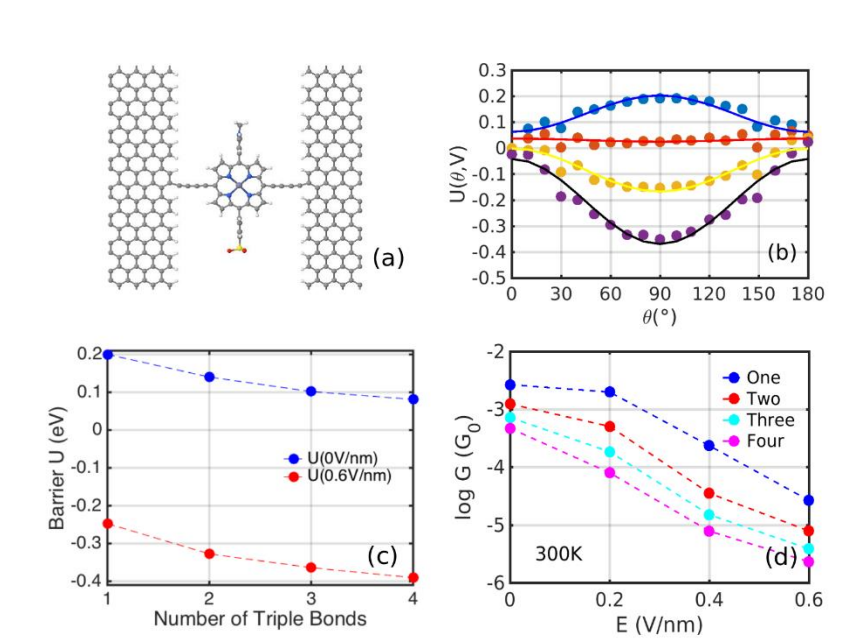 (a)
0.3
0.2
0.1
0
-0.1
-0.2
-0.3
-0.4
-0.5
U(θ,V)
0 30 60 90 120 150 180
θ(°)
(b)
0.2
0.1
0
-0.1
-0.2
-0.3
-0.4
Barrier U (eV)
U(0V/nm)
U(0.6V/nm)
(c)
1 2 3 4
Number of Triple Bonds
-2
-3
-4
-5
-6
log G (G0)
One
Two
Three
Four
300K
(d)
0 0.2 0.4 0.6
E (V/nm)